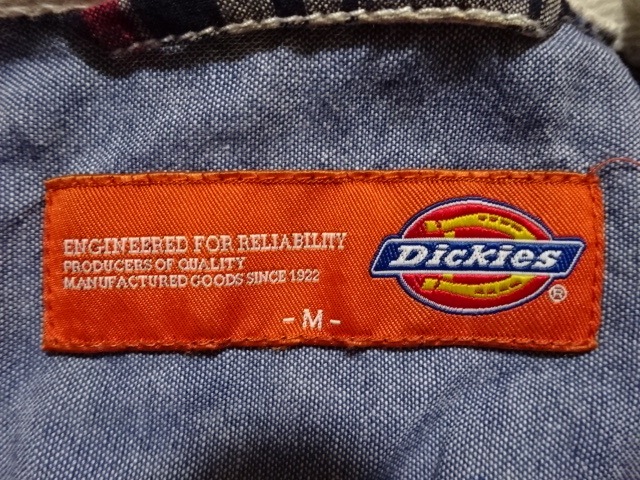 ENGINEERED FOR RELIABILITY
PRODUCERS OF QUALITY
MANUFACTURED GOODS SINCE 1922
- M -
Dickies
®